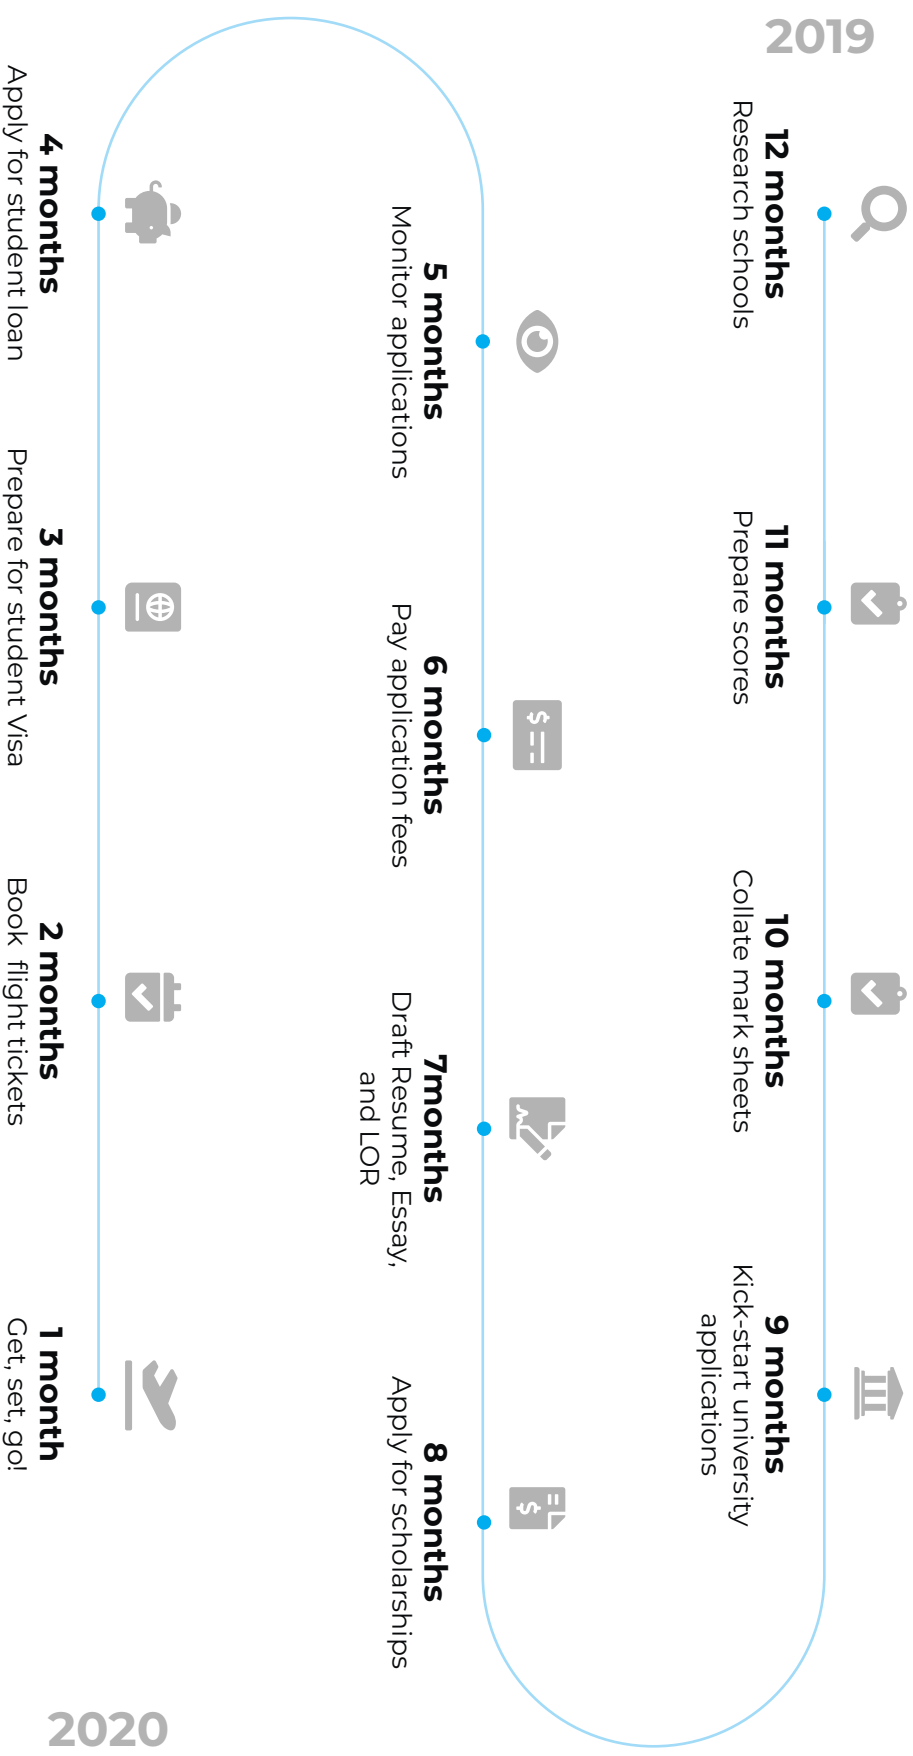 2019
12 months
Research schools
11 months
Prepare scores
10 months
Collate mark sheets
9 months
Kick-start university
applications
8 months
Apply for scholarships
7months
Draft Resume, Essay,
and LOR
6 months
Pay application fees
5 months
Monitor applications
4 months
Apply for student loan
3 months
Prepare for student Visa
2 months
Book flight tickets
1 month
Get, set, go!
2020